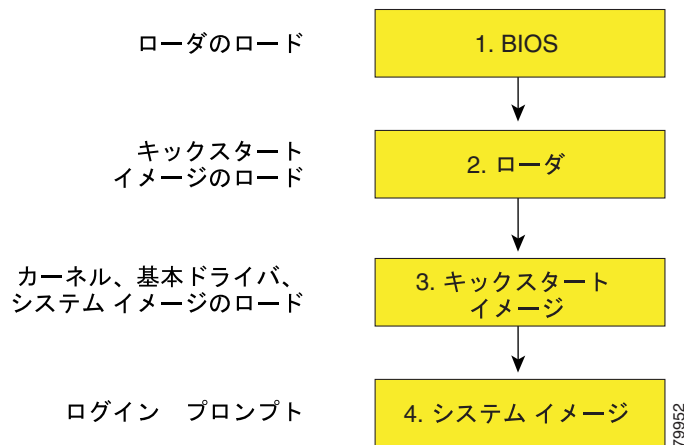 ローダのロード
1. BIOS
キックスタート
イメージのロード
2. ローダ
カーネル、基本ドライバ、
システム イメージのロード
3. キックスタート
イメージ
ログイン　プロンプト
4. システム イメージ
79952